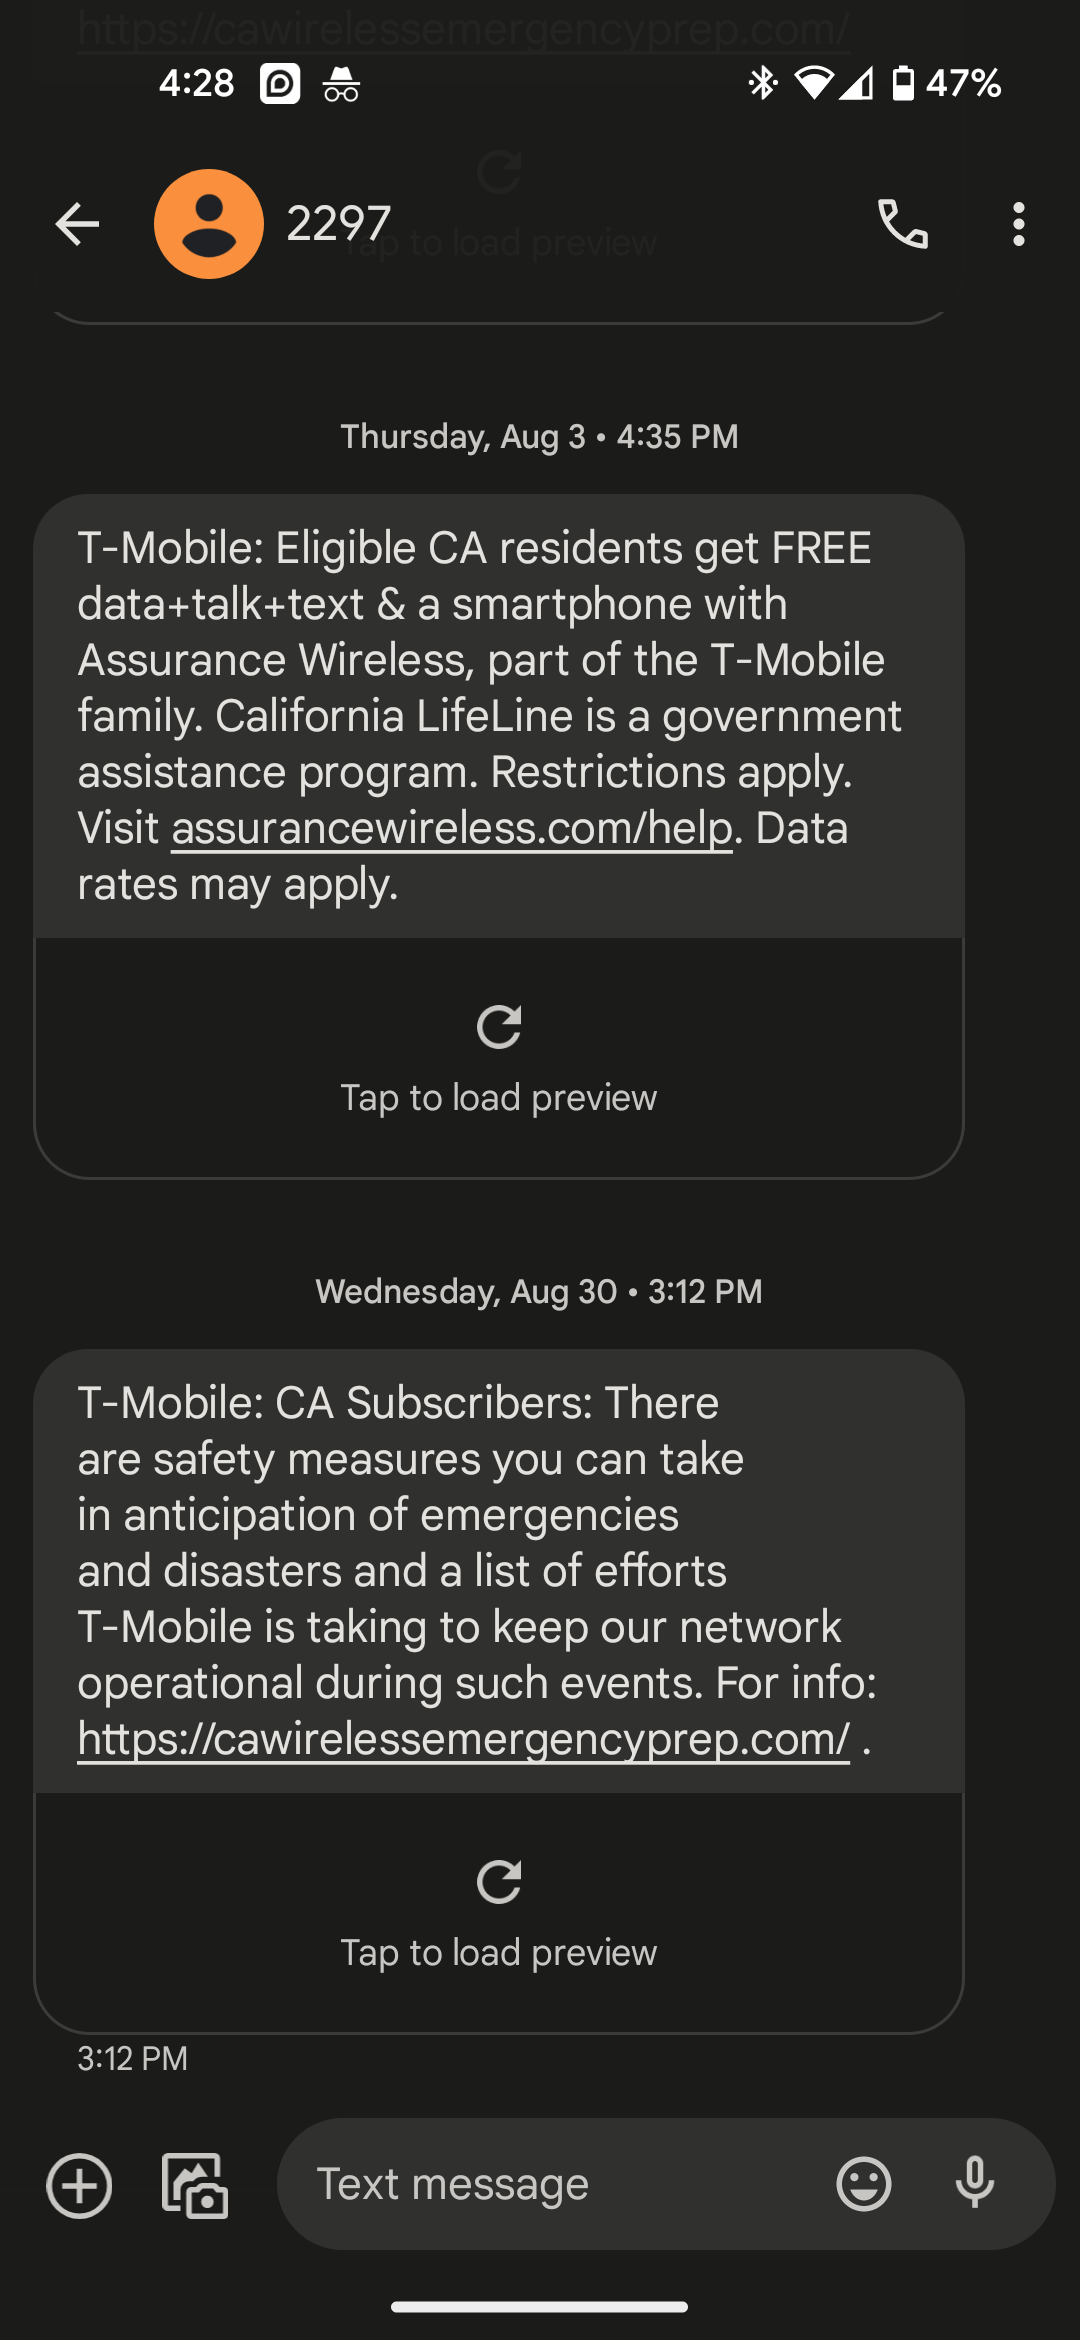 https://cawirelessemergencyprep.com/
4:28
47%
2297
Tap to load preview
Thursday, Aug 3 • 4:35 PM
T-Mobile: Eligible CA residents get FREE
data+talk+text & a smartphone with
Assurance Wireless, part of the T-Mobile
family. California LifeLine is a government
assistance program. Restrictions apply.
Visit assurancewireless.com/help. Data
rates may apply.
Tap to load preview
Wednesday, Aug 30 • 3:12 PM
T-Mobile: CA Subscribers: There
are safety measures you can take
in anticipation of emergencies
and disasters and a list of efforts
T-Mobile is taking to keep our network
operational during such events. For info:
https://cawirelessemergencyprep.com/ .
Tap to load preview
3:12 PM
Text message